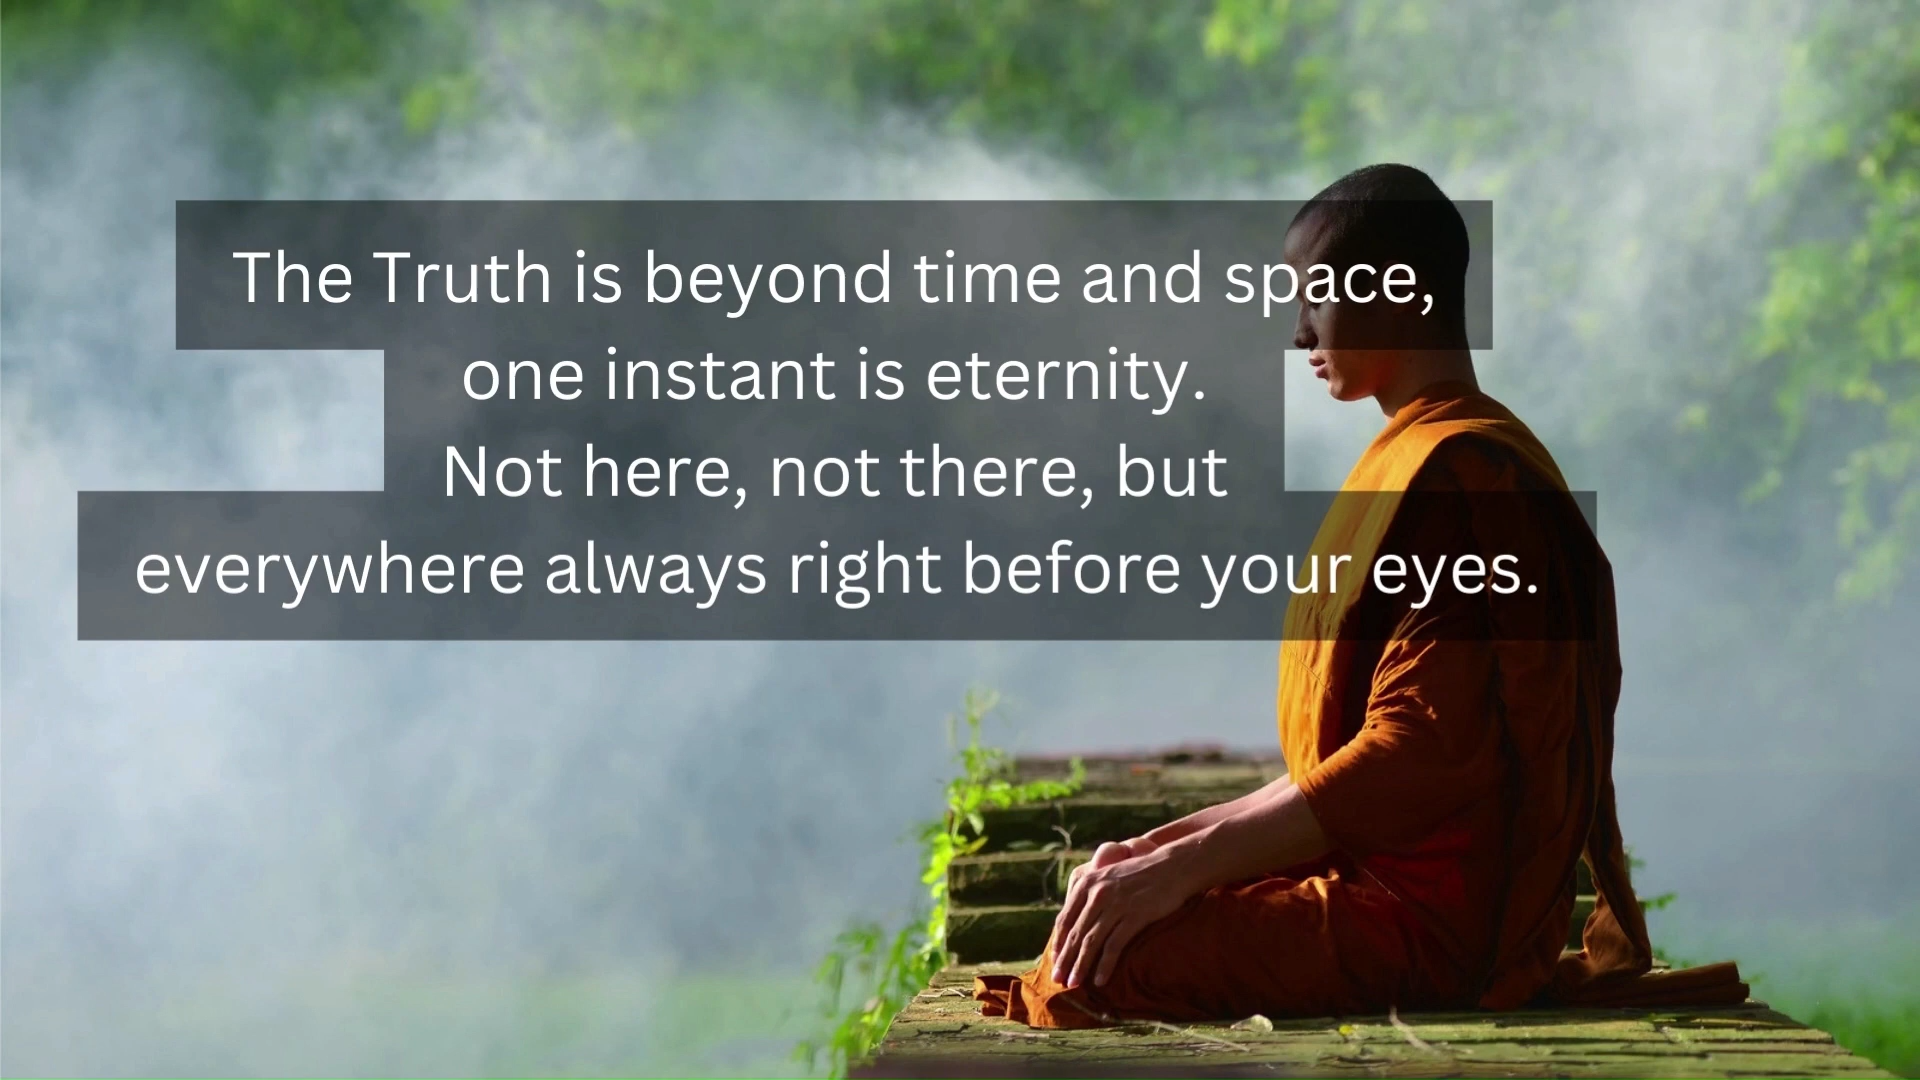 The Truth is beyond time and space,
one instant is eternity.
Not here, not there, but
everywhere always right before your eyes.